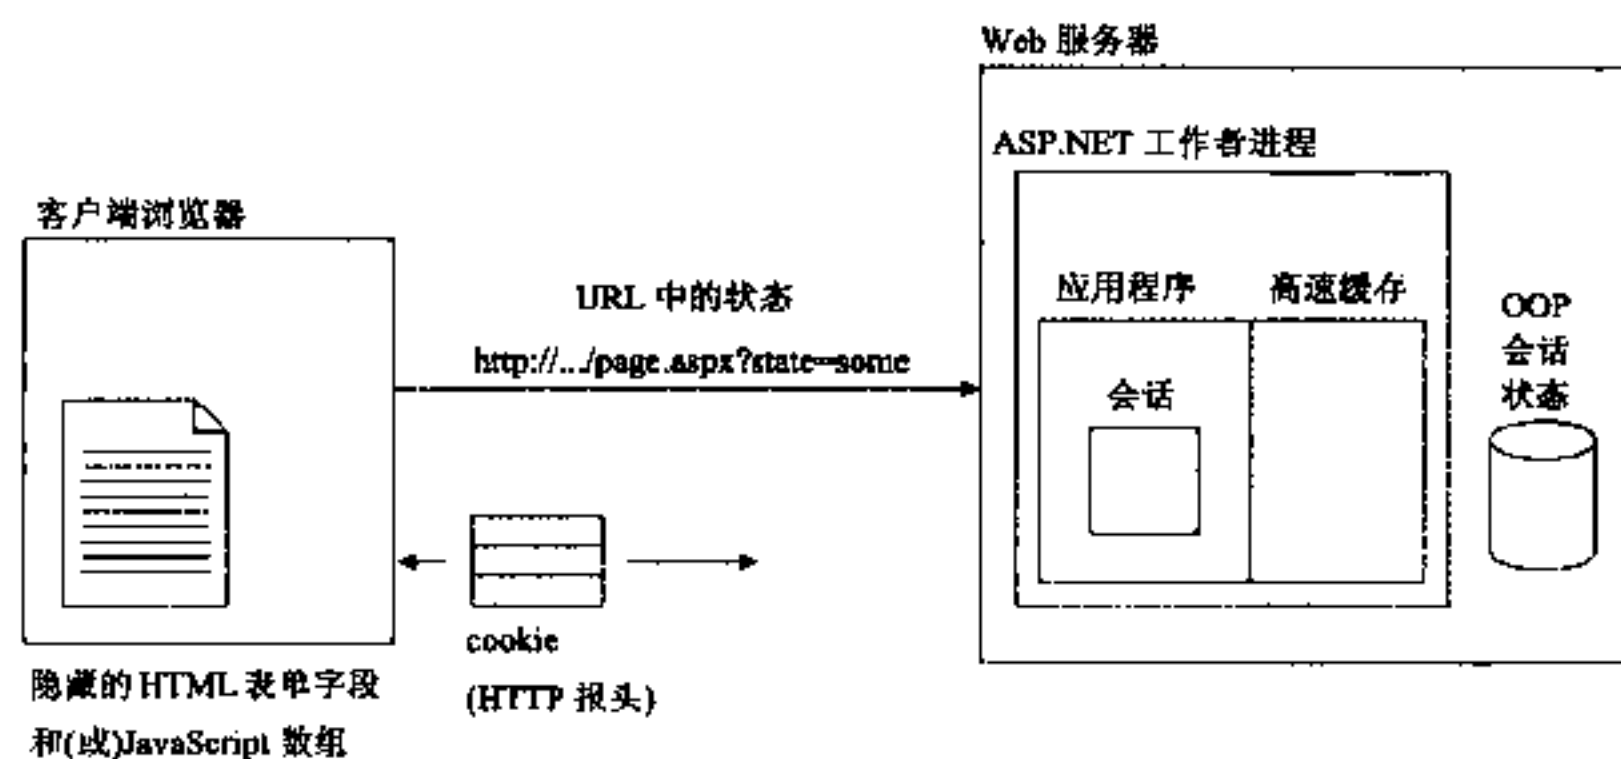 Web 服务器
ASP.NET 工作者进程
客户端浏览器
URL 中的状态
http://.../page.aspx?state=some
应用程序
高速缓存
会话
OOP
会话
状态
cookie
(HTTP 报头)
隐藏的 HTML 表单字段
和(或)JavaScript 数组